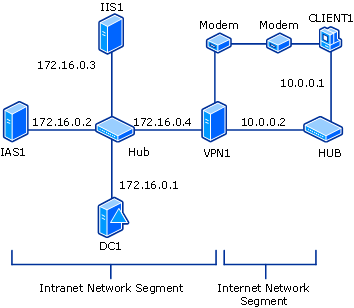 IIS1
Modem
Modem
CLIENT1
172.16.0.3
10.0.0.1
172.16.0.2
172.16.0.4
10.0.0.2
IAS1
Hub
VPN1
HUB
172.16.0.1
DC1
Intranet Network Segment
Internet Network
Segment